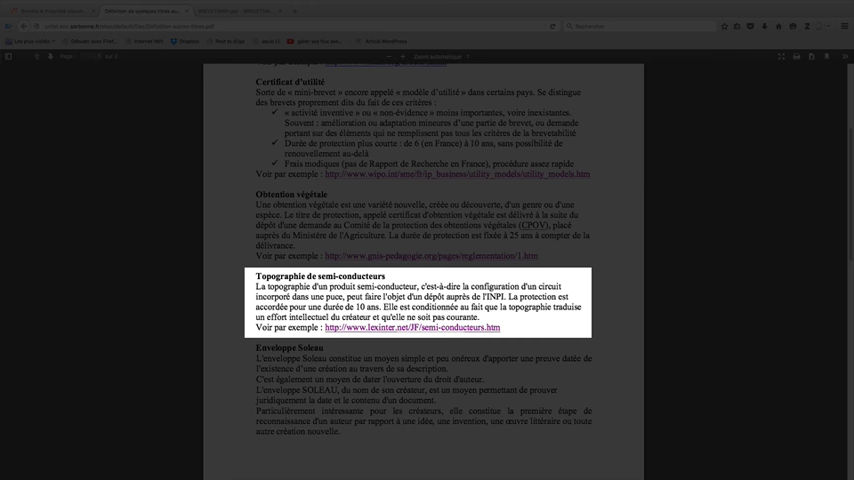 Certificat d'utilité
Sorte de « mini-brevet » encore appelé « modèle d'utilité » dans certains pays. Se distingue
des brevets proprement dits du fait de ces critères :
✓ « activité inventive » ou « non-évidence » moins importantes, voire inexistantes.
Souvent : amélioration ou adaptation mineures d'une partie de brevet, ou demande
portant sur des éléments qui ne remplissent pas tous les critères de la brevetabilité
✓ Durée de protection plus courte : de 6 (en France) à 10 ans, sans possibilité de
renouvellement au-delà
✓ Frais modiques (pas de Rapport de Recherche en France), procédure assez rapide
Voir par exemple : http://www.wipo.int/sme/fr/ip_business/utility_models/utility_models.htm
Obtention végétale
Une obtention végétale est une variété nouvelle, créée ou découverte, d'un genre ou d'une
espèce. Le titre de protection, appelé certificat d'obtention végétale est délivré à la suite du
dépôt d'une demande au Comité de la protection des obtentions végétales (CPOV), placé
auprès du Ministère de l'Agriculture. La durée de protection est fixée à 25 ans à compter de la
délivrance.
Voir par exemple : http://www.gnis-pedagogie.org/pages/reglementation/1.htm
Topographie de semi-conducteurs
La topographie d'un produit semi-conducteur, c'est-à-dire la configuration d'un circuit
incorporé dans une puce, peut faire l'objet d'un dépôt auprès de l'INPI. La protection est
accordée pour une durée de 10 ans. Elle est conditionnée au fait que la topographie traduise
un effort intellectuel du créateur et qu'elle ne soit pas courante.
Voir par exemple : http://www.lexinter.net/JF/semi-conducteurs.htm
Enveloppe Soleau
L'enveloppe Soleau constitue un moyen simple et peu onéreux d'apporter une preuve datée de
l'existence d'une création au travers de sa description.
C'est également un moyen de dater l'ouverture du droit d'auteur.
L'enveloppe SOLEAU, du nom de son créateur, est un moyen permettant de prouver
juridiquement la date et le contenu d'un document.
Particulièrement intéressante pour les créateurs, elle constitue la première étape de
reconnaissance d'un auteur par rapport à une idée, une invention, une œuvre littéraire ou toute
autre création nouvelle.